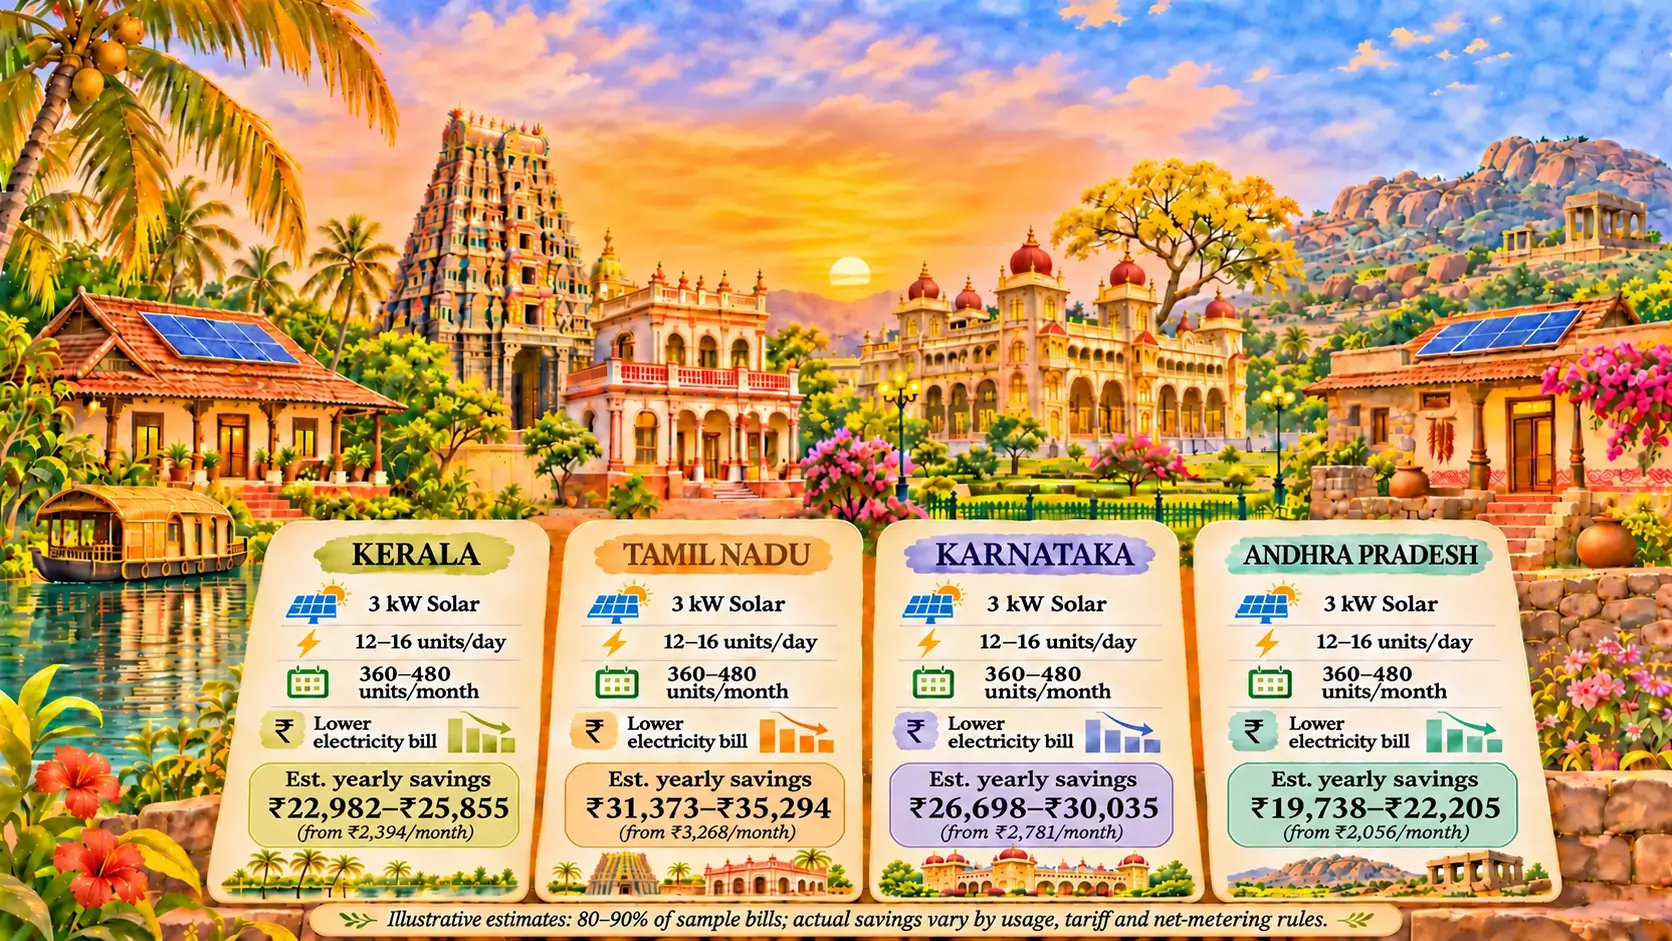 KERALA
3 kW Solar
12–16 units/day
360–480
units/month
₹
Lower
electricity bill
Est. yearly savings
₹22,982–₹25,855
(from ₹2,394/month)
TAMIL NADU
3 kW Solar
12–16 units/day
360–480
units/month
₹
Lower
electricity bill
Est. yearly savings
₹31,373–₹35,294
(from ₹3,268/month)
KARNATAKA
3 kW Solar
12–16 units/day
360–480
units/month
₹
Lower
electricity bill
Est. yearly savings
₹26,698–₹30,035
(from ₹2,781/month)
ANDHRA PRADESH
3 kW Solar
12–16 units/day
360–480
units/month
₹
Lower
electricity bill
Est. yearly savings
₹19,738–₹22,205
(from ₹2,056/month)
Illustrative estimates: 80–90% of sample bills; actual savings vary by usage, tariff and net-metering rules.